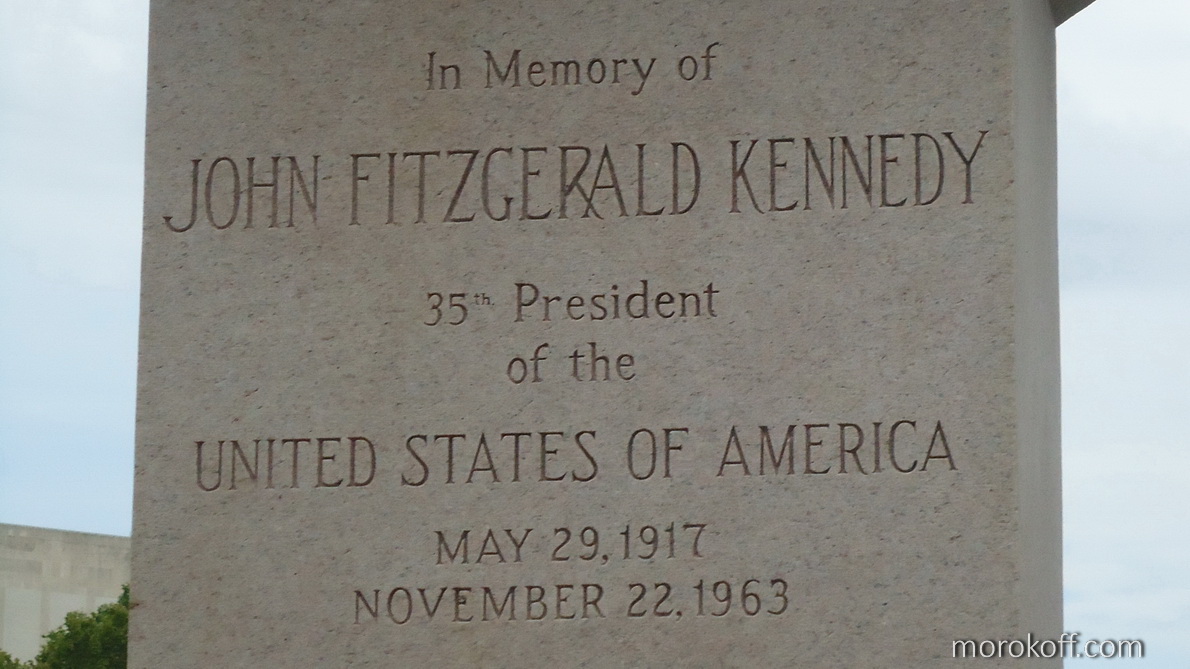 In Memory of
JOHN FITZGERALD KENNEDY
35th. President
of the
UNITED STATES OF AMERICA
MAY 29, 1917
NOVEMBER 22, 1963
morokoff.com